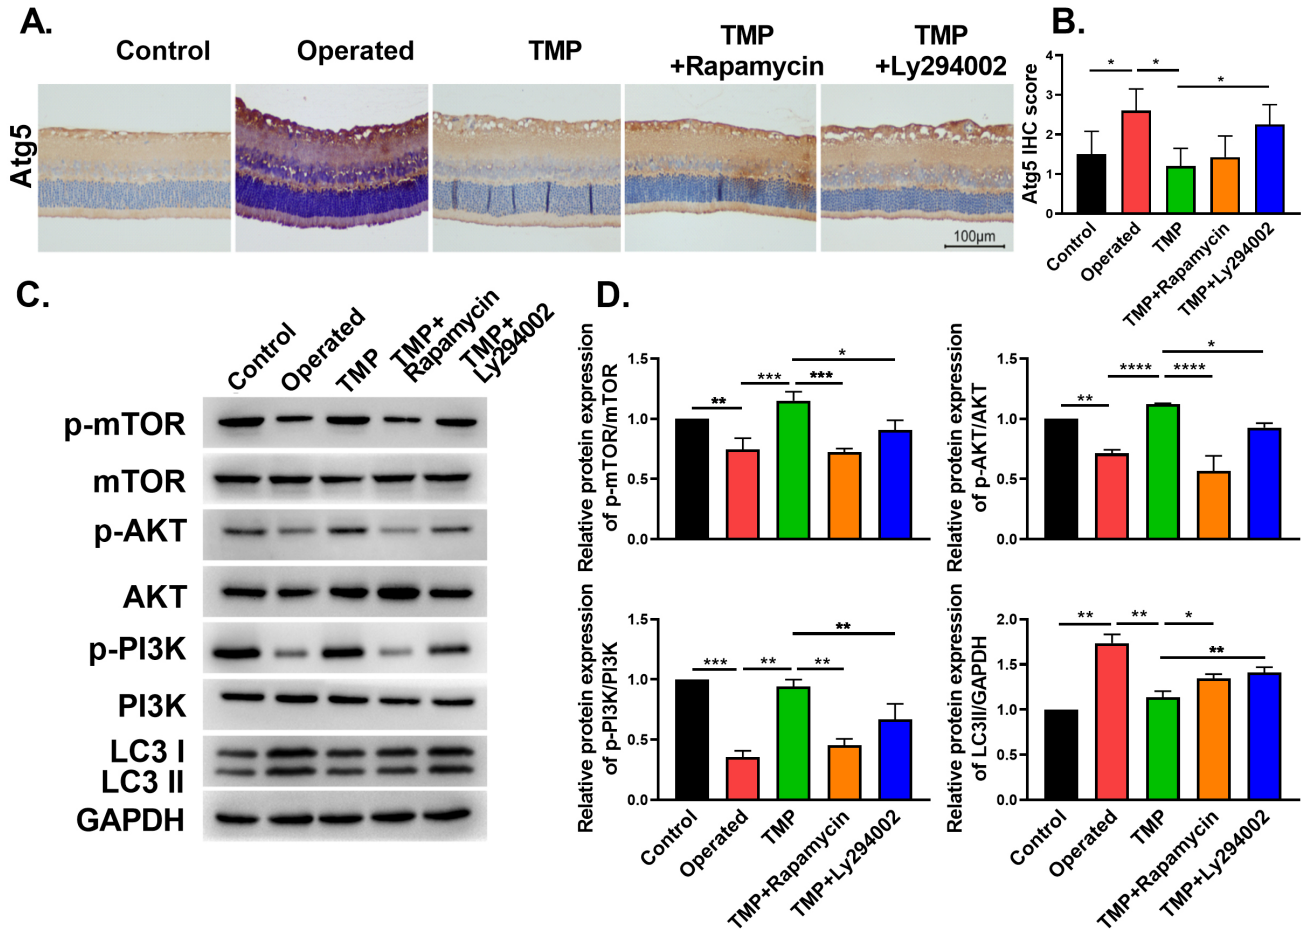 A.
Control
Operated
TMP
TMP
+Rapamycin
TMP
+Ly294002
Atg5
100μm
B.
Atg5 IHC score
4
3
2
1
0
*
*
*
Control
Operated
TMP
TMP+Rapamycin
TMP+Ly294002
C.
Control
Operated
TMP
TMP+
Rapamycin
TMP+
Ly294002
p-mTOR
mTOR
p-AKT
AKT
p-PI3K
PI3K
LC3 I
LC3 II
GAPDH
D.
Relative protein expression
of p-mTOR/mTOR
1.5
1.0
0.5
0.0
**
***
***
*
Relative protein expression
of p-AKT/AKT
1.5
1.0
0.5
0.0
**
****
****
*
Relative protein expression
of p-PI3K/PI3K
1.5
1.0
0.5
0.0
***
**
**
**
Control
Operated
TMP
TMP+Rapamycin
TMP+Ly294002
Relative protein expression
of LC3II/GAPDH
2.0
1.5
1.0
0.5
0.0
**
**
*
**
Control
Operated
TMP
TMP+Rapamycin
TMP+Ly294002